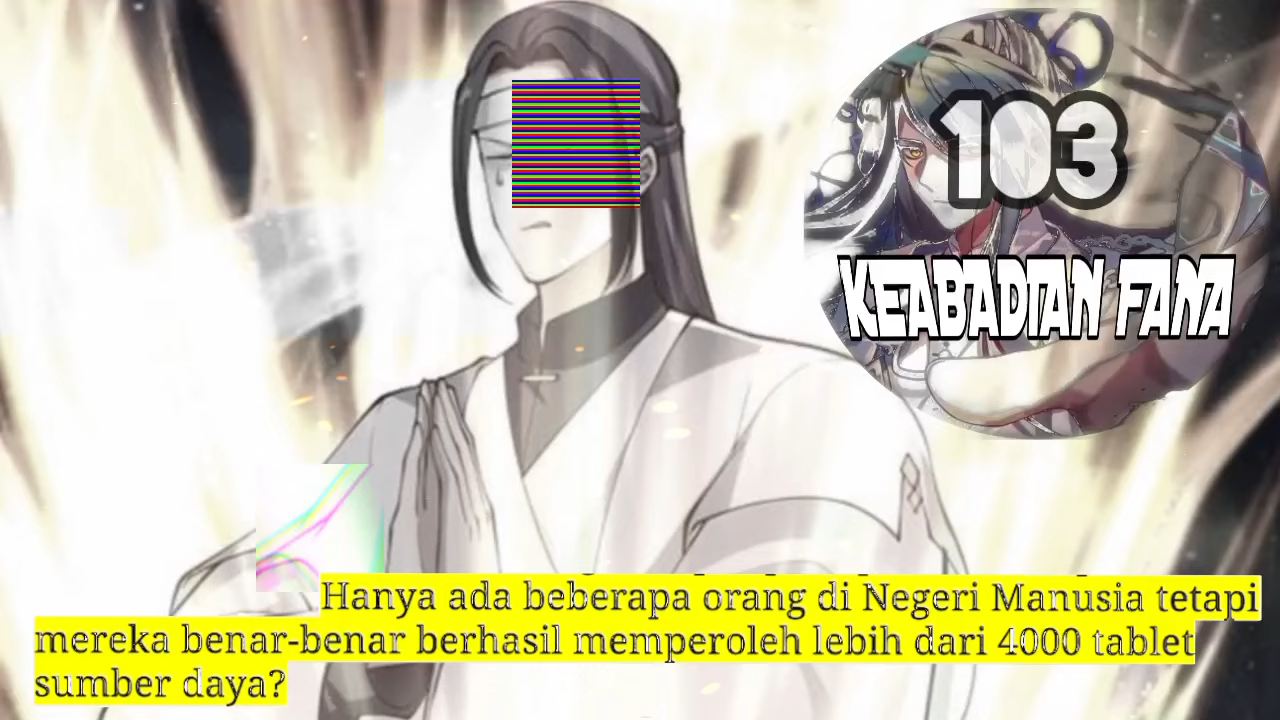 103
KEABADIAN FANA
Hanya ada beberapa orang di Negeri Manusia tetapi
mereka benar-benar berhasil memperoleh lebih dari 4000 tablet
sumber daya?